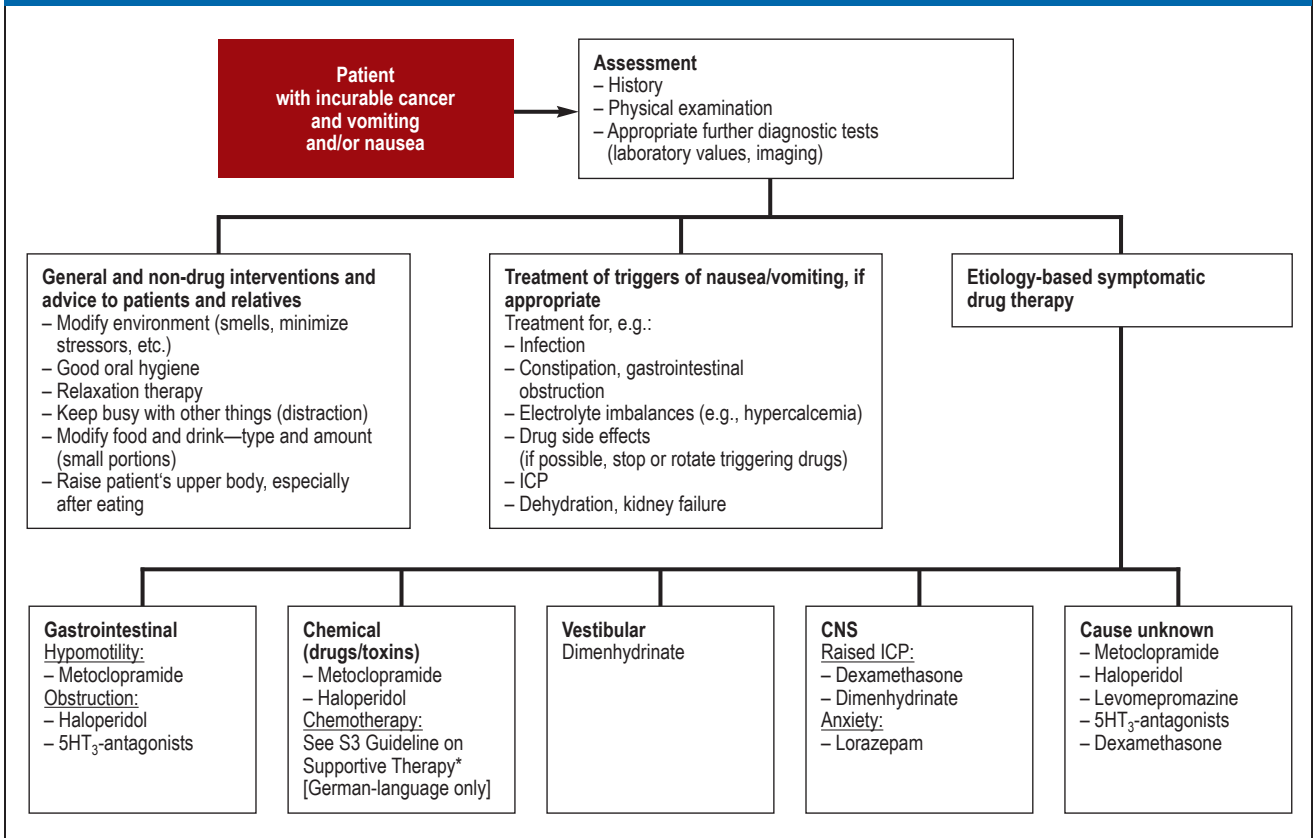 Patient
with incurable cancer
and vomiting
and/or nausea
Assessment
– History
– Physical examination
– Appropriate further diagnostic tests
(laboratory values, imaging)
General and non-drug interventions and
advice to patients and relatives
– Modify environment (smells, minimize
stressors, etc.)
– Good oral hygiene
– Relaxation therapy
– Keep busy with other things (distraction)
– Modify food and drink—type and amount
(small portions)
– Raise patient‘s upper body, especially
after eating
Treatment of triggers of nausea/vomiting, if
appropriate
Treatment for, e.g.:
– Infection
– Constipation, gastrointestinal
obstruction
– Electrolyte imbalances (e.g., hypercalcemia)
– Drug side effects
(if possible, stop or rotate triggering drugs)
– ICP
– Dehydration, kidney failure
Etiology-based symptomatic
drug therapy
Gastrointestinal
Hypomotility:
– Metoclopramide
Obstruction:
– Haloperidol
– 5HT₃-antagonists
Chemical
(drugs/toxins)
– Metoclopramide
– Haloperidol
Chemotherapy:
See S3 Guideline on
Supportive Therapy*
[German-language only]
Vestibular
Dimenhydrinate
CNS
Raised ICP:
– Dexamethasone
– Dimenhydrinate
Anxiety:
– Lorazepam
Cause unknown
– Metoclopramide
– Haloperidol
– Levomepromazine
– 5HT₃-antagonists
– Dexamethasone